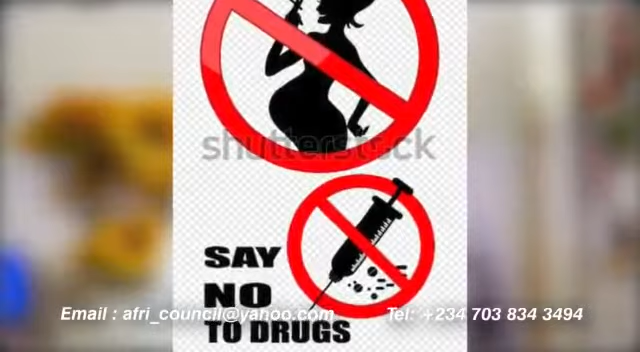 shutterstock
SAY
NO
Email : afri_council@yahoo.com Tel: +234 703 834 3494
TO DRUGS